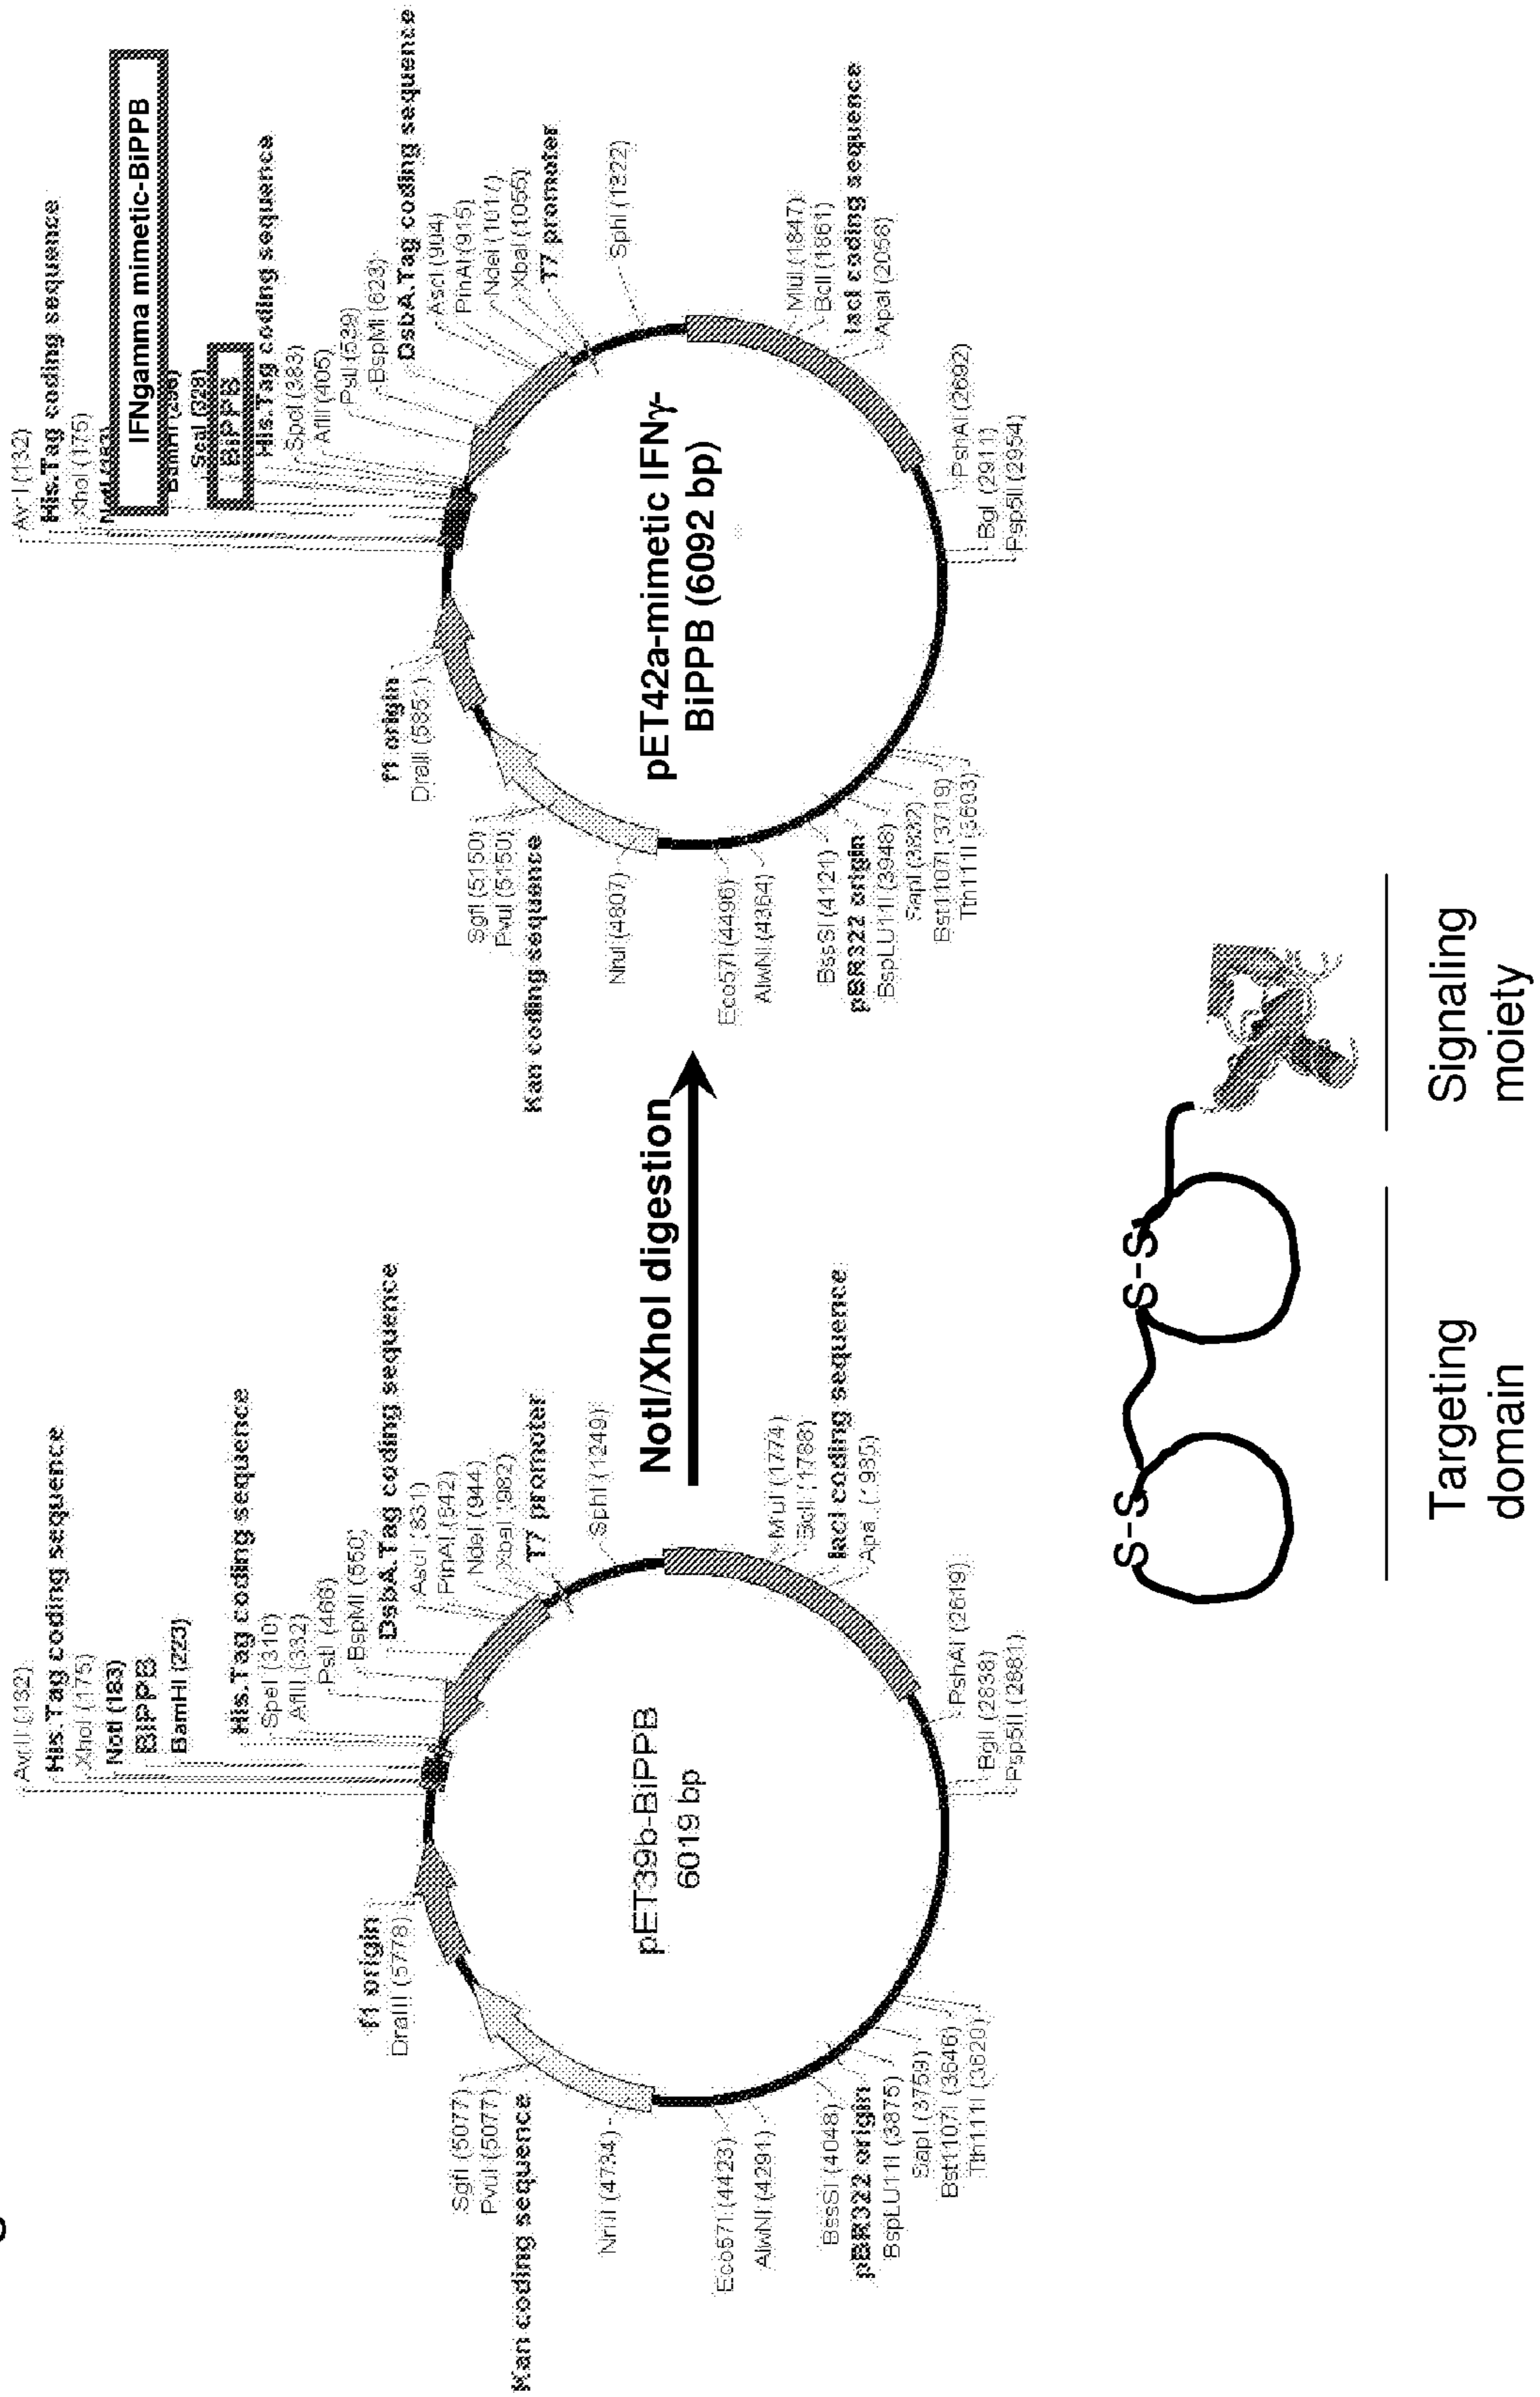 AvrII (132)
His.Tag coding sequence
XhoI (175)
NotI (183)
BiPPB
BamHI (223)
His.Tag coding sequence
SpeI (310)
AflII (332)
PstI (466)
BspMI (550)
DsbA.Tag coding sequence
AscI (831)
PinAI (842)
NdeI (944)
XbaI (982)
T7 promoter
SphI (1249)
MluI (1774)
BclI (1788)
lacI coding sequence
ApaI (1985)
PshAI (2619)
BglI (2838)
Psp5II (2881)
f1 origin
DraIII (5778)
SgfI (5077)
PvuI (5077)
Kan coding sequence
NruI (4734)
Eco57I (4423)
AlwNI (4291)
BssSI (4048)
pBR322 origin
BspLU11I (3875)
SapI (3759)
Bst1107I (3646)
Tth111I (3620)
pET39b-BiPPB
6019 bp
NotI/XhoI digestion
AvrI (132)
His.Tag coding sequence
XhoI (175)
NotI (183)
IFNgamma mimetic-BiPPB
BamHI (296)
ScaI (328)
BiPPB
His.Tag coding sequence
SpeI (383)
AflII (405)
PstI (539)
BspMI (623)
DsbA.Tag coding sequence
AscI (904)
PinAI (915)
NdeI (1017)
XbaI (1055)
T7 promoter
SphI (1322)
MluI (1847)
BclI (1861)
lacI coding sequence
ApaI (2058)
PshAI (2692)
BglI (2911)
Psp5II (2954)
f1 origin
DraIII (5851)
SgfI (5150)
PvuI (5150)
Kan coding sequence
NruI (4807)
Eco57I (4496)
AlwNI (4364)
BssSI (4121)
pBR322 origin
BspLU11I (3948)
SapI (3832)
Bst1107I (3719)
Tth111I (3693)
pET42a-mimetic IFNγ-
BiPPB (6092 bp)
S-S
S-S
Targeting
domain
Signaling
moiety